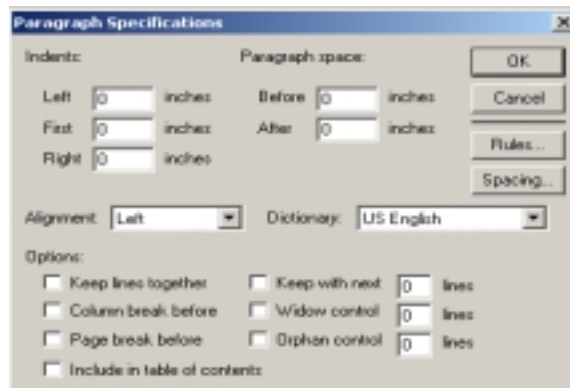 Paragraph Specifications
Indents: Paragraph space: OK
Left 0 inches Before 0 inches Cancel
First 0 inches After 0 inches
Right 0 inches Rules...
Spacing...
Alignment: Left Dictionary: US English
Options:
Keep lines together Keep with next 0 lines
Column break before Widow control 0 lines
Page break before Orphan control 0 lines
Include in table of contents